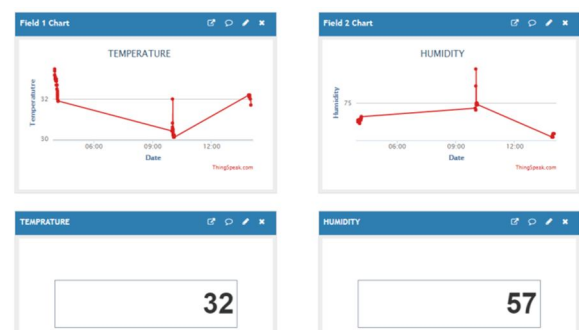 Field 1 Chart
TEMPERATURE
Temperatutre
32
30
06:00 09:00 12:00
Date
ThingSpeak.com
Field 2 Chart
HUMIDITY
Humidity
75
06:00 09:00 12:00
Date
ThingSpeak.com
TEMPRATURE
32
HUMIDITY
57